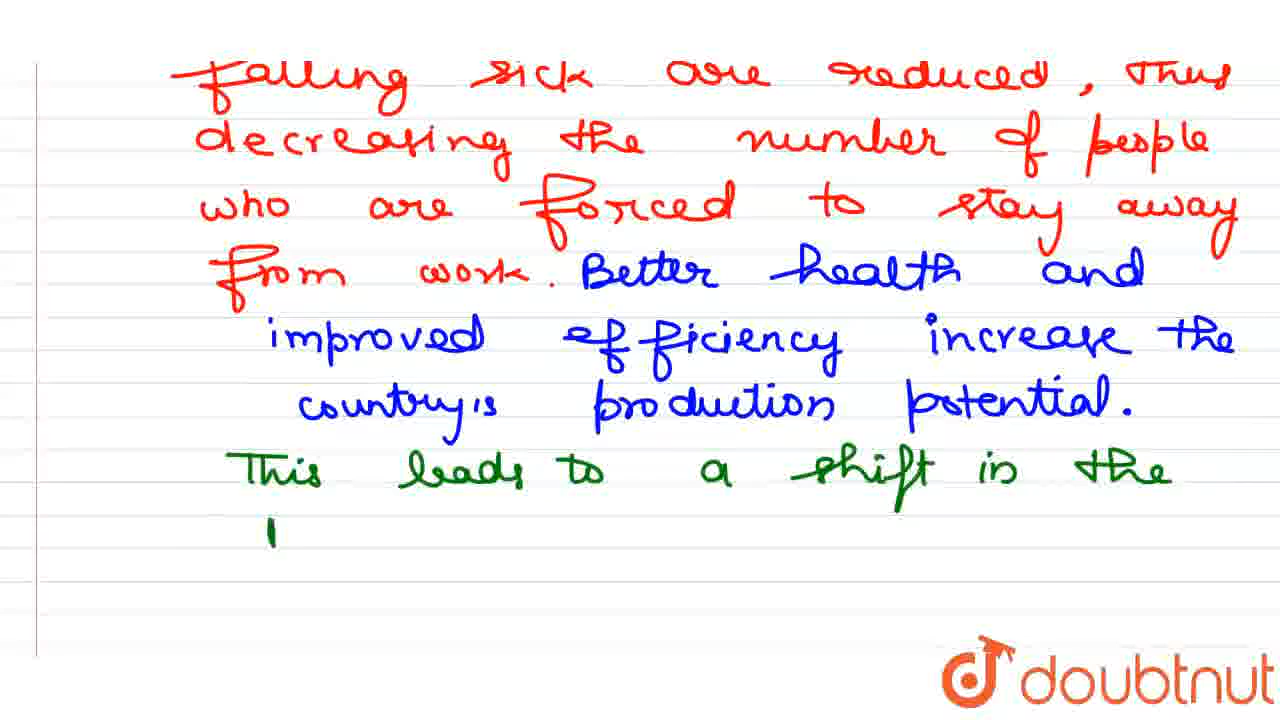 falling sick are reduced, thus
decreasing the number of people
who are forced to stay away
from work. Better health and
improved efficiency increase the
country's production potential.
This leads to a shift in the
doubtnut